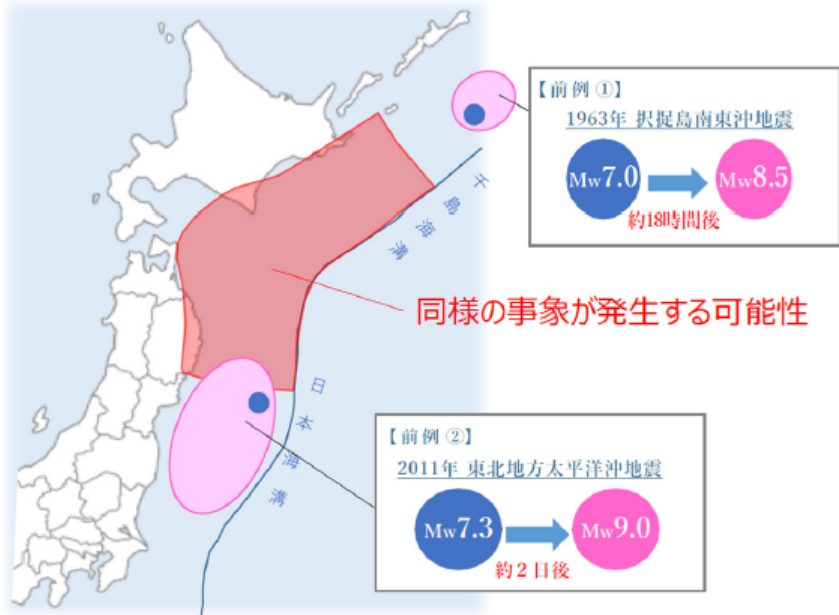 【前例 ①】
1963年 択捉島南東沖地震
Mw7.0
Mw8.5
約18時間後
千島海溝
同様の事象が発生する可能性
日本海溝
【前例 ②】
2011年 東北地方太平洋沖地震
Mw7.3
Mw9.0
約２日後